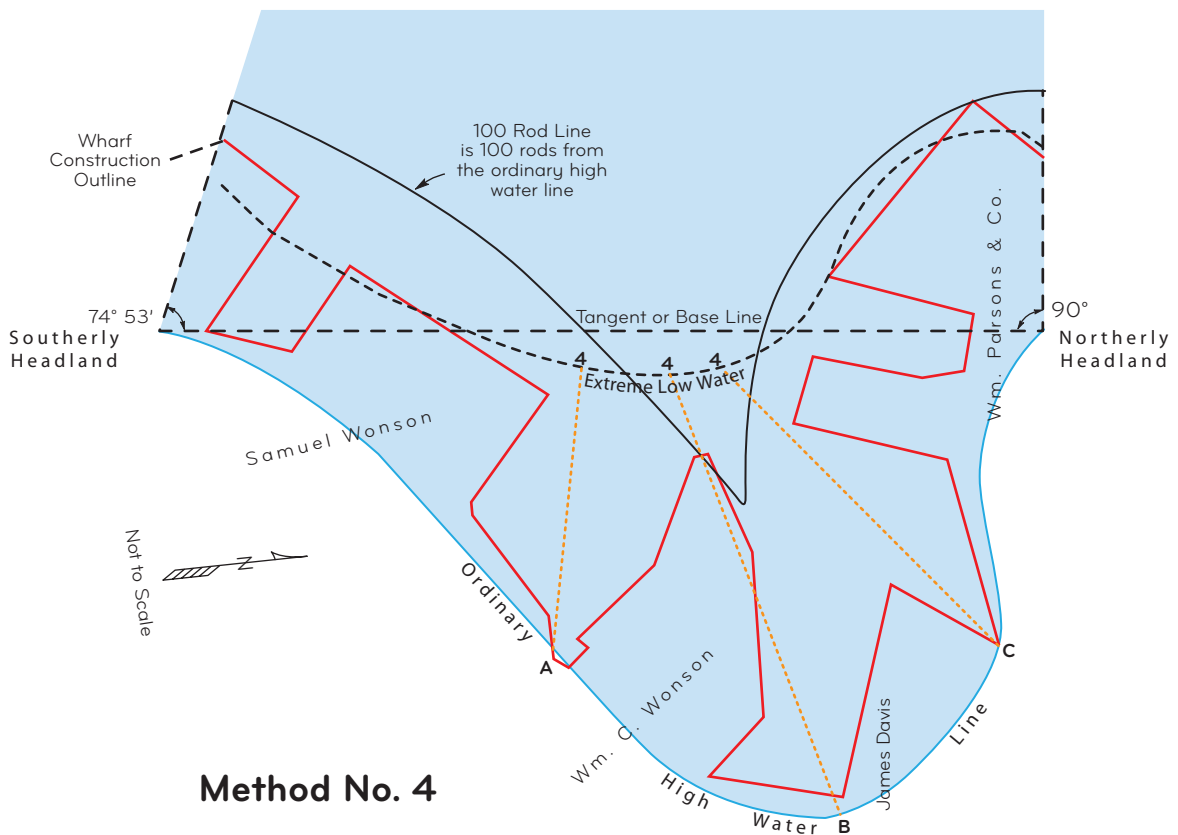 Wharf
Construction
Outline
100 Rod Line
is 100 rods from
the ordinary high
water line
Wm. Parsons & Co.
74° 53'
Tangent or Base Line
90°
Southerly
Headland
Northerly
Headland
4
4
4
Extreme Low Water
Samuel Wonson
Not to Scale
N
Ordinary
A
C
Wm. C. Wonson
James Davis
Line
High
Water
B
Method No. 4